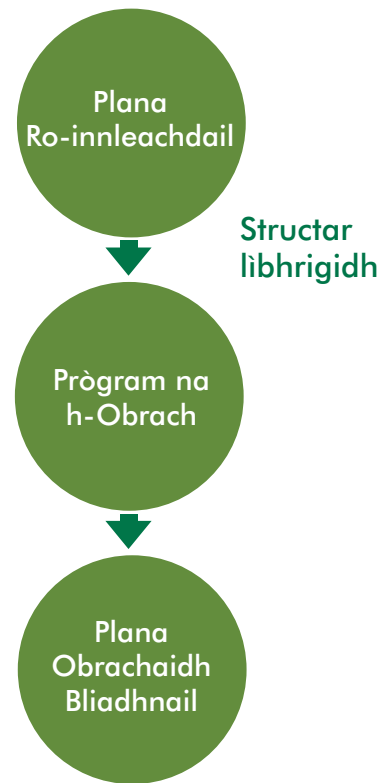 Plana
Ro-innleachdail
Structar
lìbhrigidh
Prògram na
h-Obrach
Plana
Obrachaidh
Bliadhnail